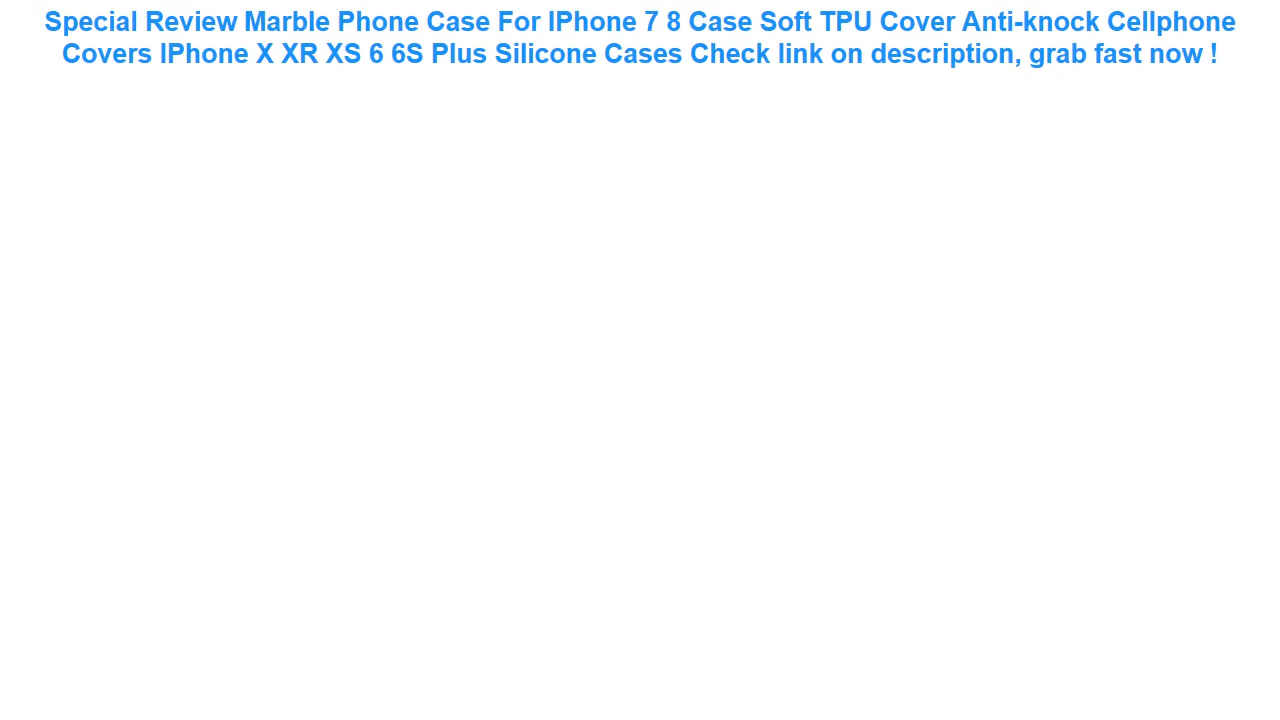 Special Review Marble Phone Case For IPhone 7 8 Case Soft TPU Cover Anti-knock Cellphone
Covers IPhone X XR XS 6 6S Plus Silicone Cases Check link on description, grab fast now !